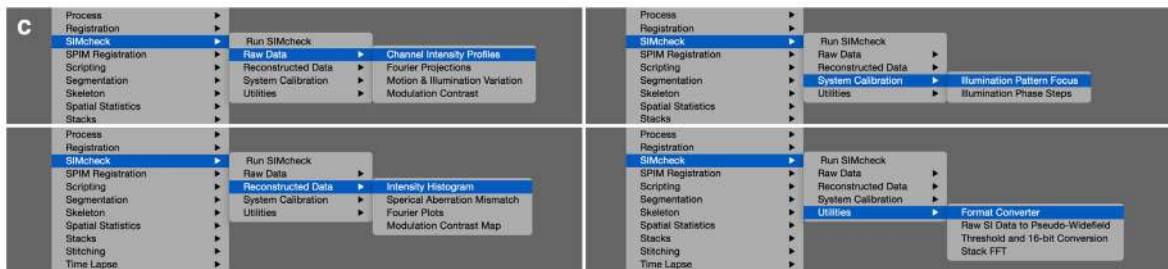 c
Process
Registration
SIMcheck
SPIM Registration
Scripting
Segmentation
Skeleton
Spatial Statistics
Stacks
Run SIMcheck
Raw Data
Reconstructed Data
System Calibration
Utilities
Channel Intensity Profiles
Fourier Projections
Motion & Illumination Variation
Modulation Contrast
Process
Registration
SIMcheck
SPIM Registration
Scripting
Segmentation
Skeleton
Spatial Statistics
Stacks
Run SIMcheck
Raw Data
Reconstructed Data
System Calibration
Utilities
Illumination Pattern Focus
Illumination Phase Steps
Process
Registration
SIMcheck
SPIM Registration
Scripting
Segmentation
Skeleton
Spatial Statistics
Stacks
Stitching
Time Lapse
Run SIMcheck
Raw Data
Reconstructed Data
System Calibration
Utilities
Intensity Histogram
Sperical Aberration Mismatch
Fourier Plots
Modulation Contrast Map
Process
Registration
SIMcheck
SPIM Registration
Scripting
Segmentation
Skeleton
Spatial Statistics
Stacks
Stitching
Time Lapse
Run SIMcheck
Raw Data
Reconstructed Data
System Calibration
Utilities
Format Converter
Raw SI Data to Pseudo-Widefield
Threshold and 16-bit Conversion
Stack FFT